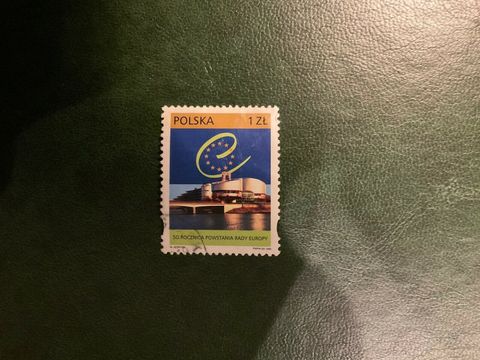 POLSKA 1 ZŁ
50. ROCZNICA POWSTANIA RADY EUROPY